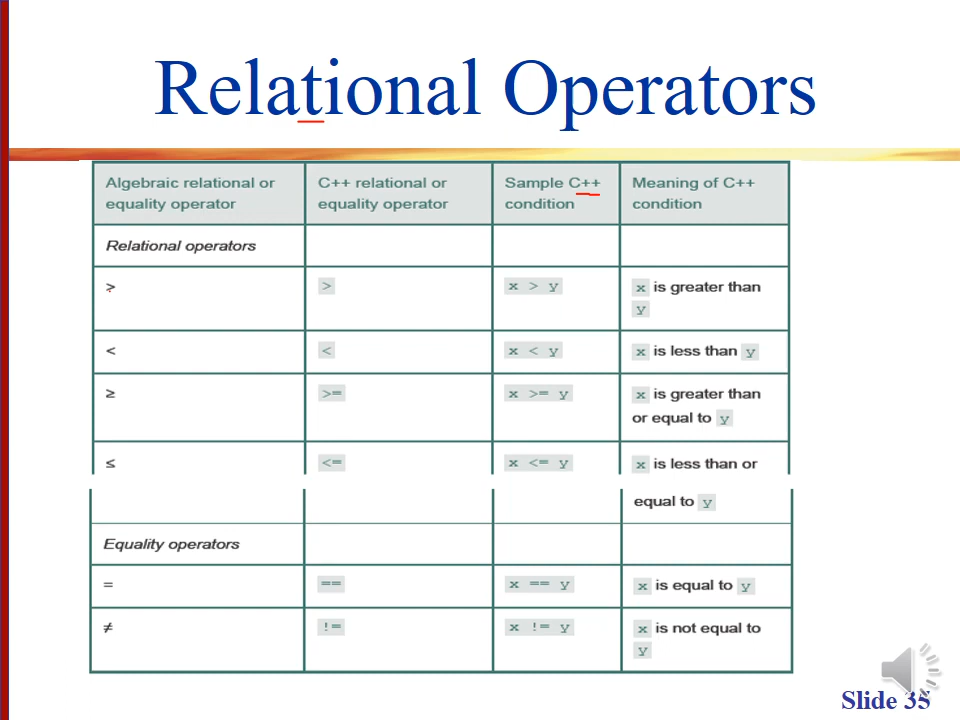 Relational Operators
Algebraic relational or equality operator
C++ relational or equality operator
Sample C++ condition
Meaning of C++ condition
Relational operators
> > x > y x is greater than y
< < x < y x is less than y
≥ >= x >= y x is greater than or equal to y
≤ <= x <= y x is less than or equal to y
Equality operators
= == x == y x is equal to y
≠ != x != y x is not equal to y
Slide 35